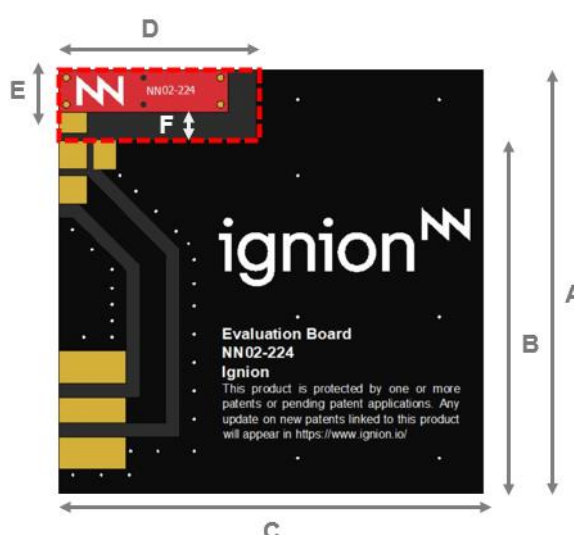 D
E
NN02-224
F
A
ignion
B
Evaluation Board
NN02-224
Ignion
This product is protected by one or more
patents or pending patent applications. Any
update on new patents linked to this product
will appear in https://www.ignion.io/
C